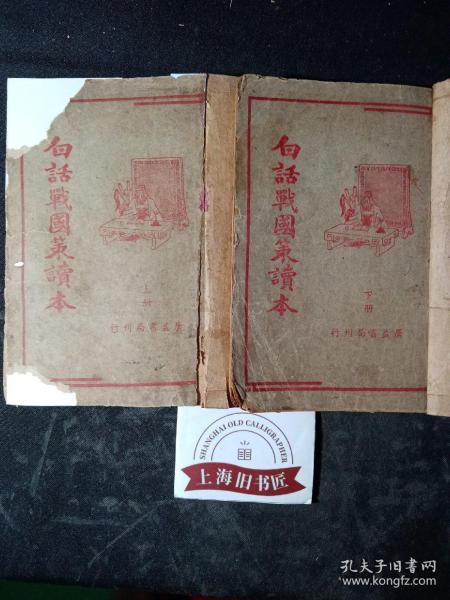 白話戰國策讀本
上册
廣益書局刊行
白話戰國策讀本
下册
廣益書局刊行
SHANGHAI OLD CALLIGRAPHER
上海旧书匠
孔夫子旧书网
www.kongfz.com